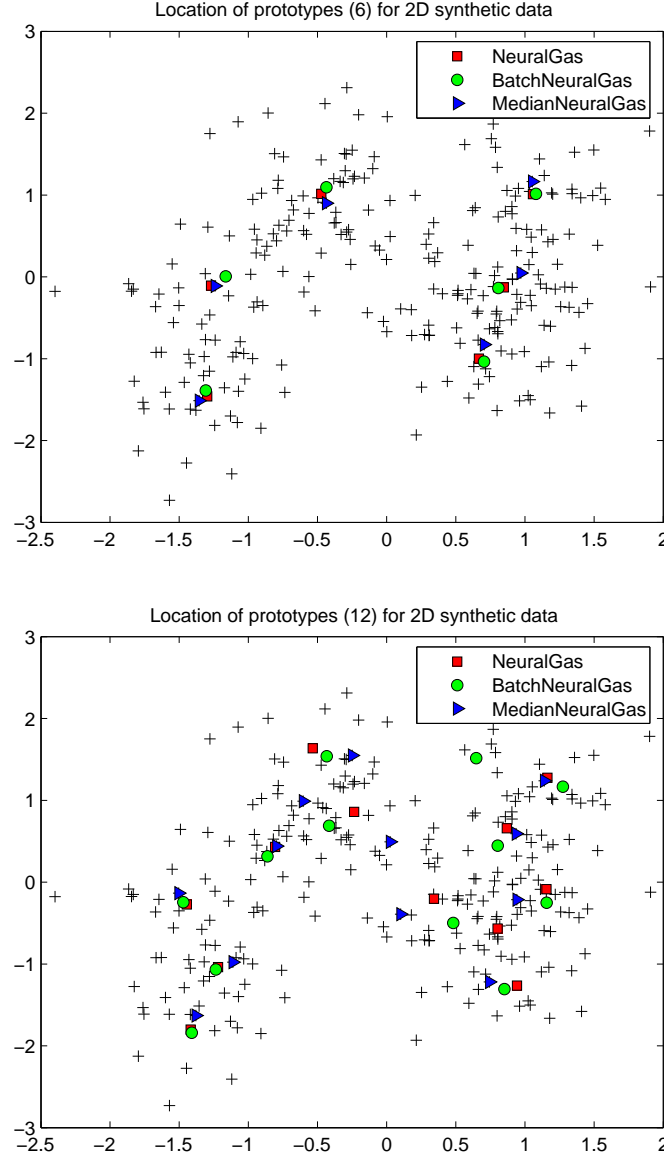 Location of prototypes (6) for 2D synthetic data
3
NeuralGas
BatchNeuralGas
MedianNeuralGas
2
1
0
−1
−2
−3
−2.5 −2 −1.5 −1 −0.5 0 0.5 1 1.5 2
Location of prototypes (12) for 2D synthetic data
3
NeuralGas
BatchNeuralGas
MedianNeuralGas
2
1
0
−1
−2
−3
−2.5 −2 −1.5 −1 −0.5 0 0.5 1 1.5 2